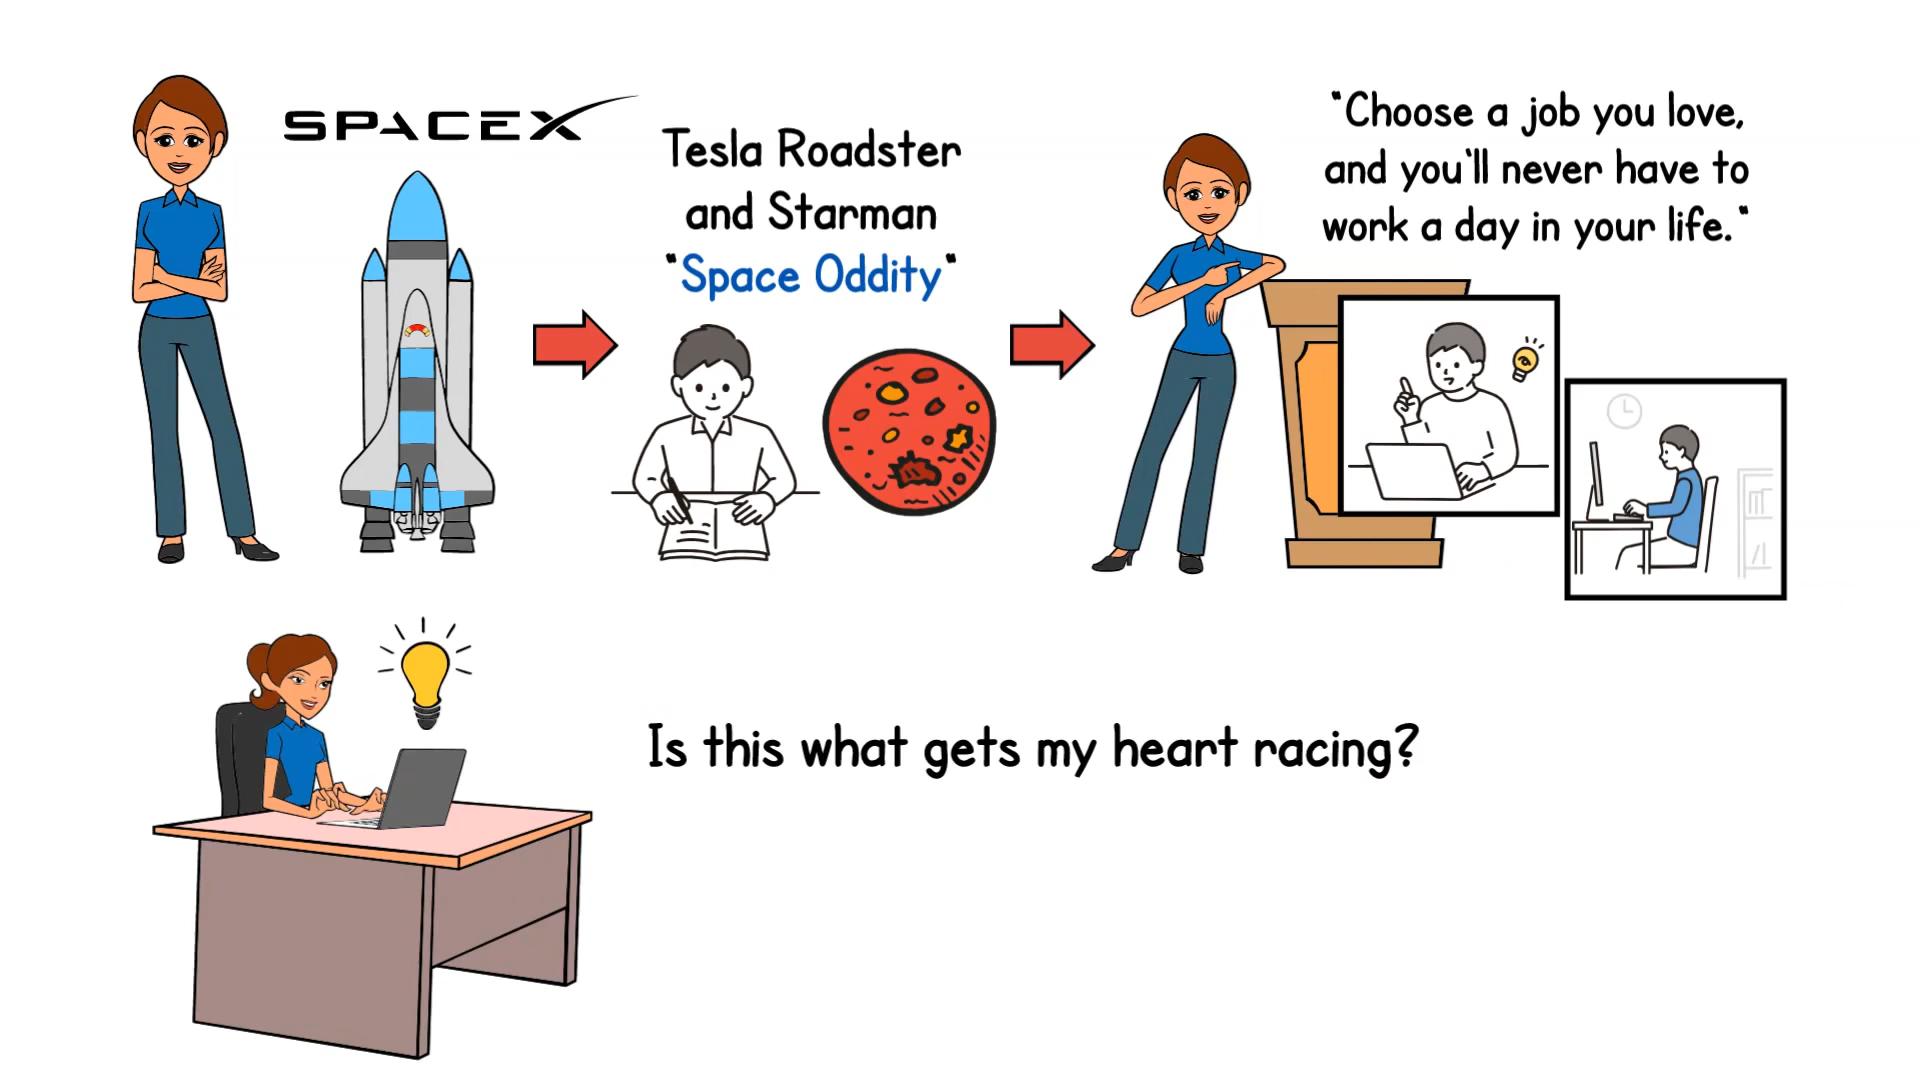 SPACEX
Tesla Roadster
and Starman
"Space Oddity"
"Choose a job you love,
and you'll never have to
work a day in your life."
Is this what gets my heart racing?